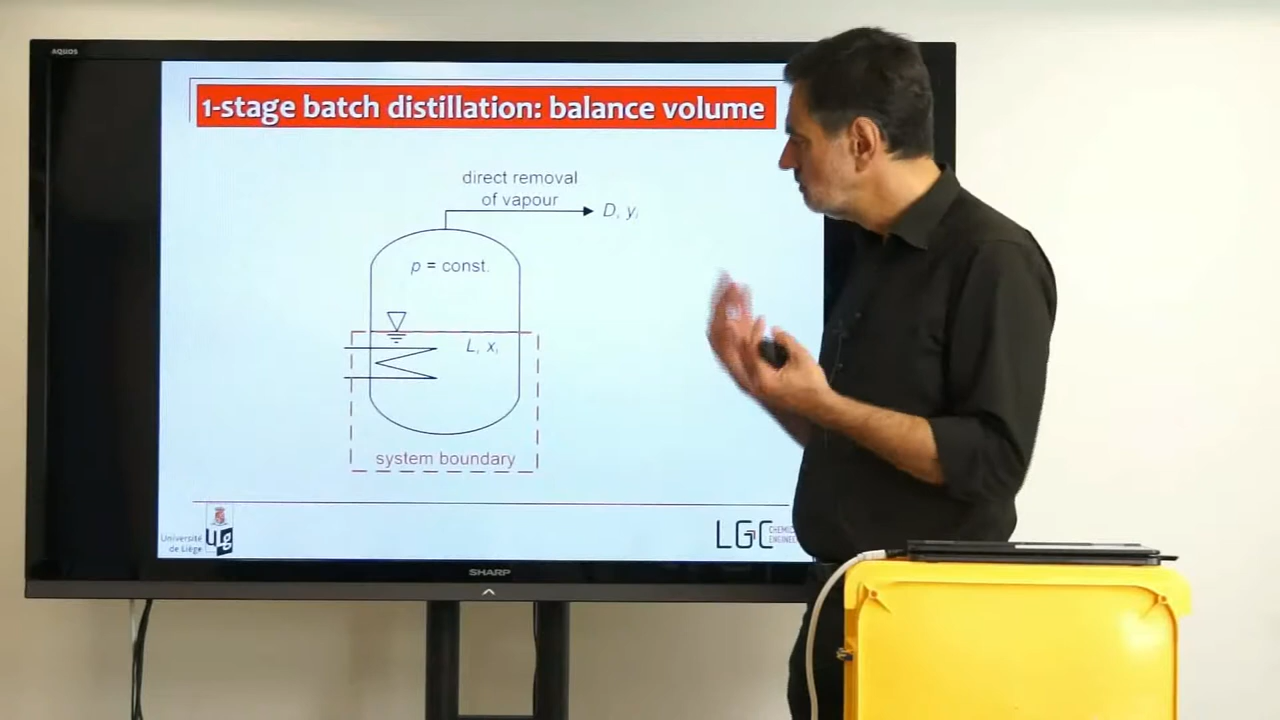 AQUOS
1-stage batch distillation: balance volume
direct removal
of vapour
D, yᵢ
p = const.
L, xᵢ
system boundary
Université
de Liège
ULg
LGC
SHARP